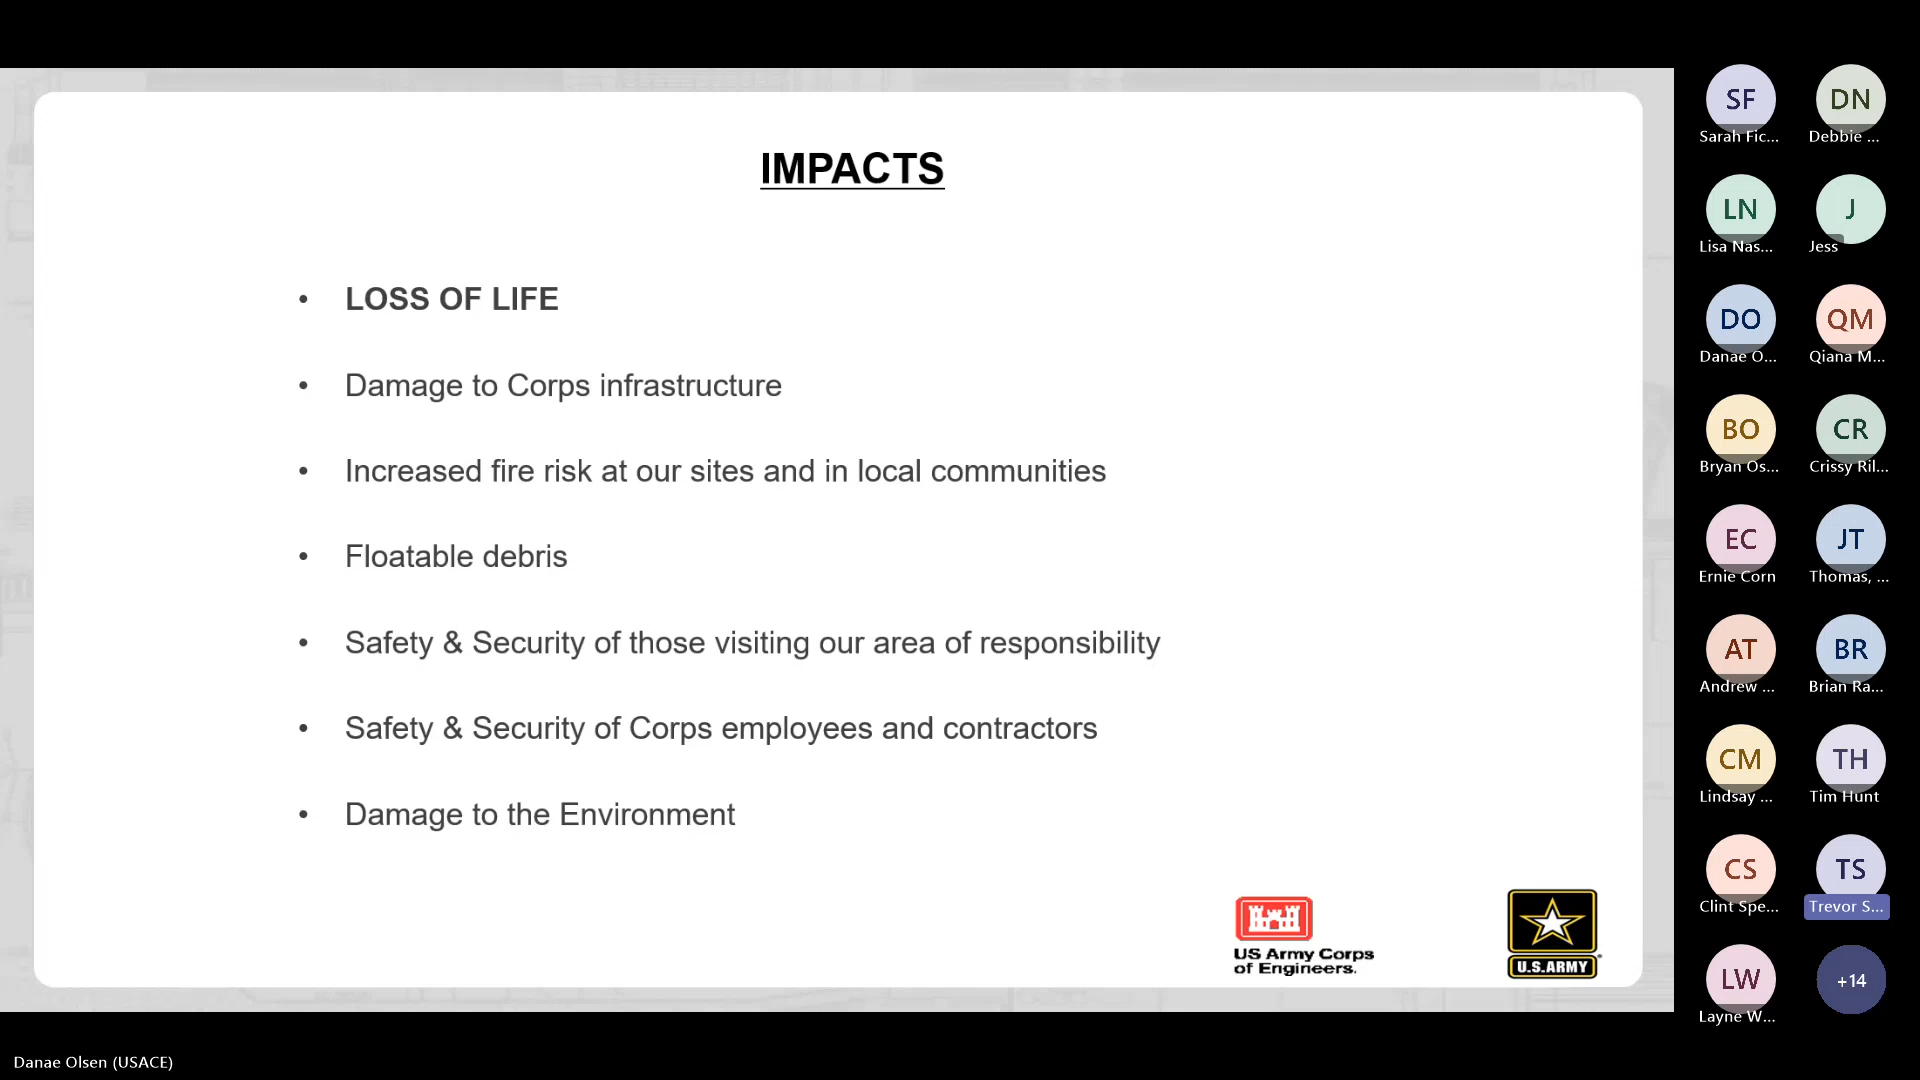 IMPACTS
• LOSS OF LIFE
• Damage to Corps infrastructure
• Increased fire risk at our sites and in local communities
• Floatable debris
• Safety & Security of those visiting our area of responsibility
• Safety & Security of Corps employees and contractors
• Damage to the Environment
US Army Corps
of Engineers.
U.S.ARMY
SF
Sarah Fic...
DN
Debbie ...
LN
Lisa Nas...
J
Jess
DO
Danae O...
QM
Qiana M...
BO
Bryan Os...
CR
Crissy Ril...
EC
Ernie Corn
JT
Thomas, ...
AT
Andrew ...
BR
Brian Ra...
CM
Lindsay ...
TH
Tim Hunt
CS
Clint Spe...
TS
Trevor S...
LW
Layne W...
+14
Danae Olsen (USACE)